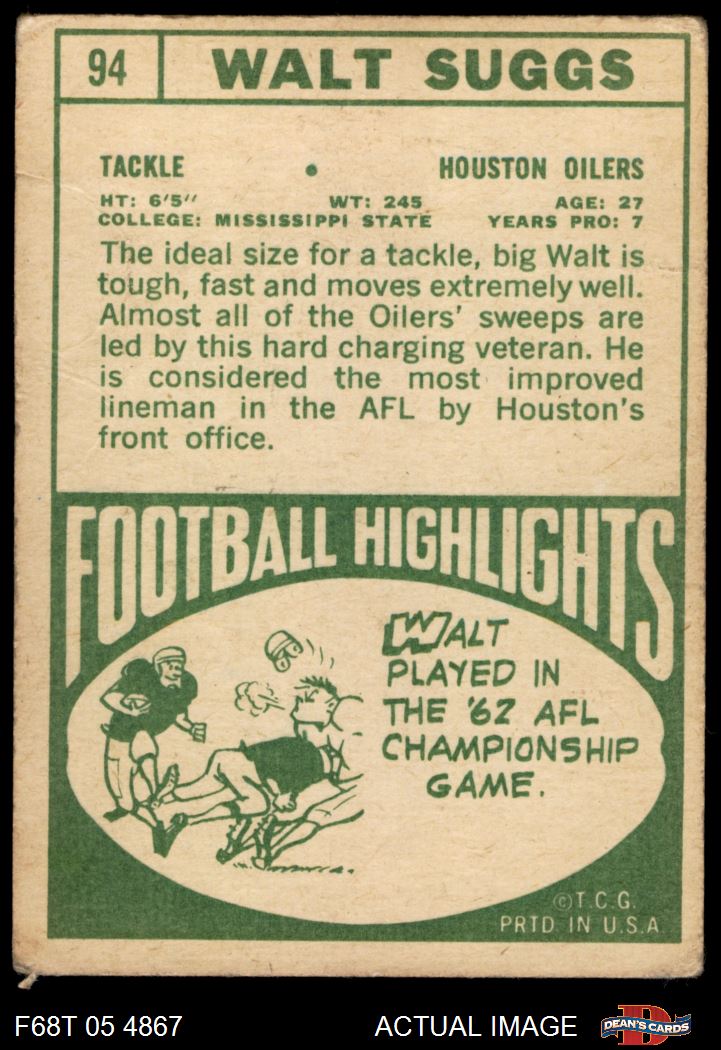 94 WALT SUGGS
TACKLE • HOUSTON OILERS
HT: 6'5" WT: 245 AGE: 27
COLLEGE: MISSISSIPPI STATE YEARS PRO: 7
The ideal size for a tackle, big Walt is
tough, fast and moves extremely well.
Almost all of the Oilers' sweeps are
led by this hard charging veteran. He
is considered the most improved
lineman in the AFL by Houston's
front office.
FOOTBALL HIGHLIGHTS
WALT
PLAYED IN
THE '62 AFL
CHAMPIONSHIP
GAME.
©T.C.G.
PRTD IN U.S.A
F68T 05 4867 ACTUAL IMAGE D DEAN'S CARDS